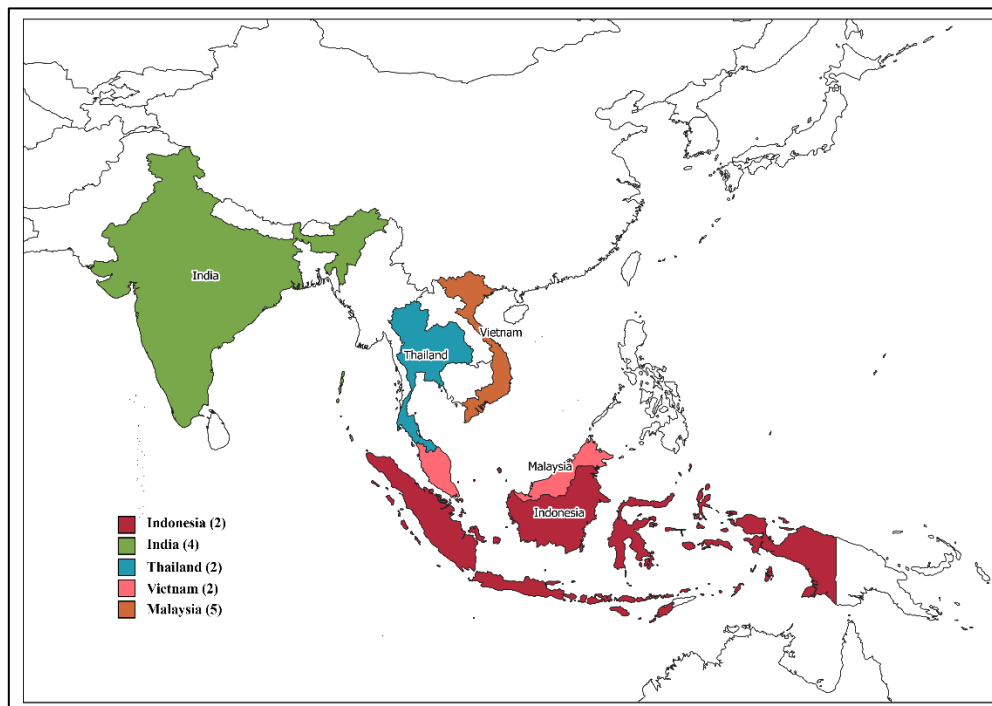 India
Vietnam
Thailand
Malaysia
Indonesia
Indonesia (2)
India (4)
Thailand (2)
Vietnam (2)
Malaysia (5)